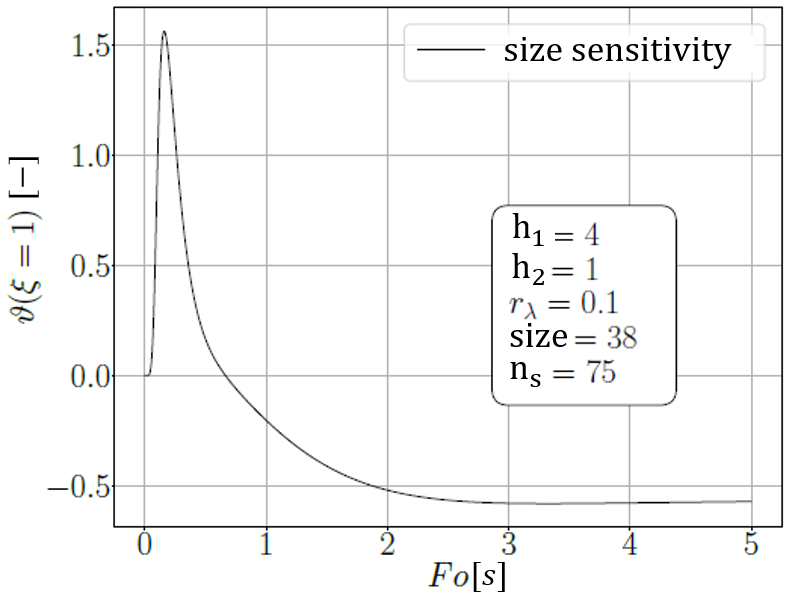 size sensitivity
1.5
1.0
0.5
0.0
−0.5
ϑ(ξ = 1) [−]
h₁ = 4
h₂ = 1
r_λ = 0.1
size = 38
n_s = 75
0 1 2 3 4 5
Fo[s]